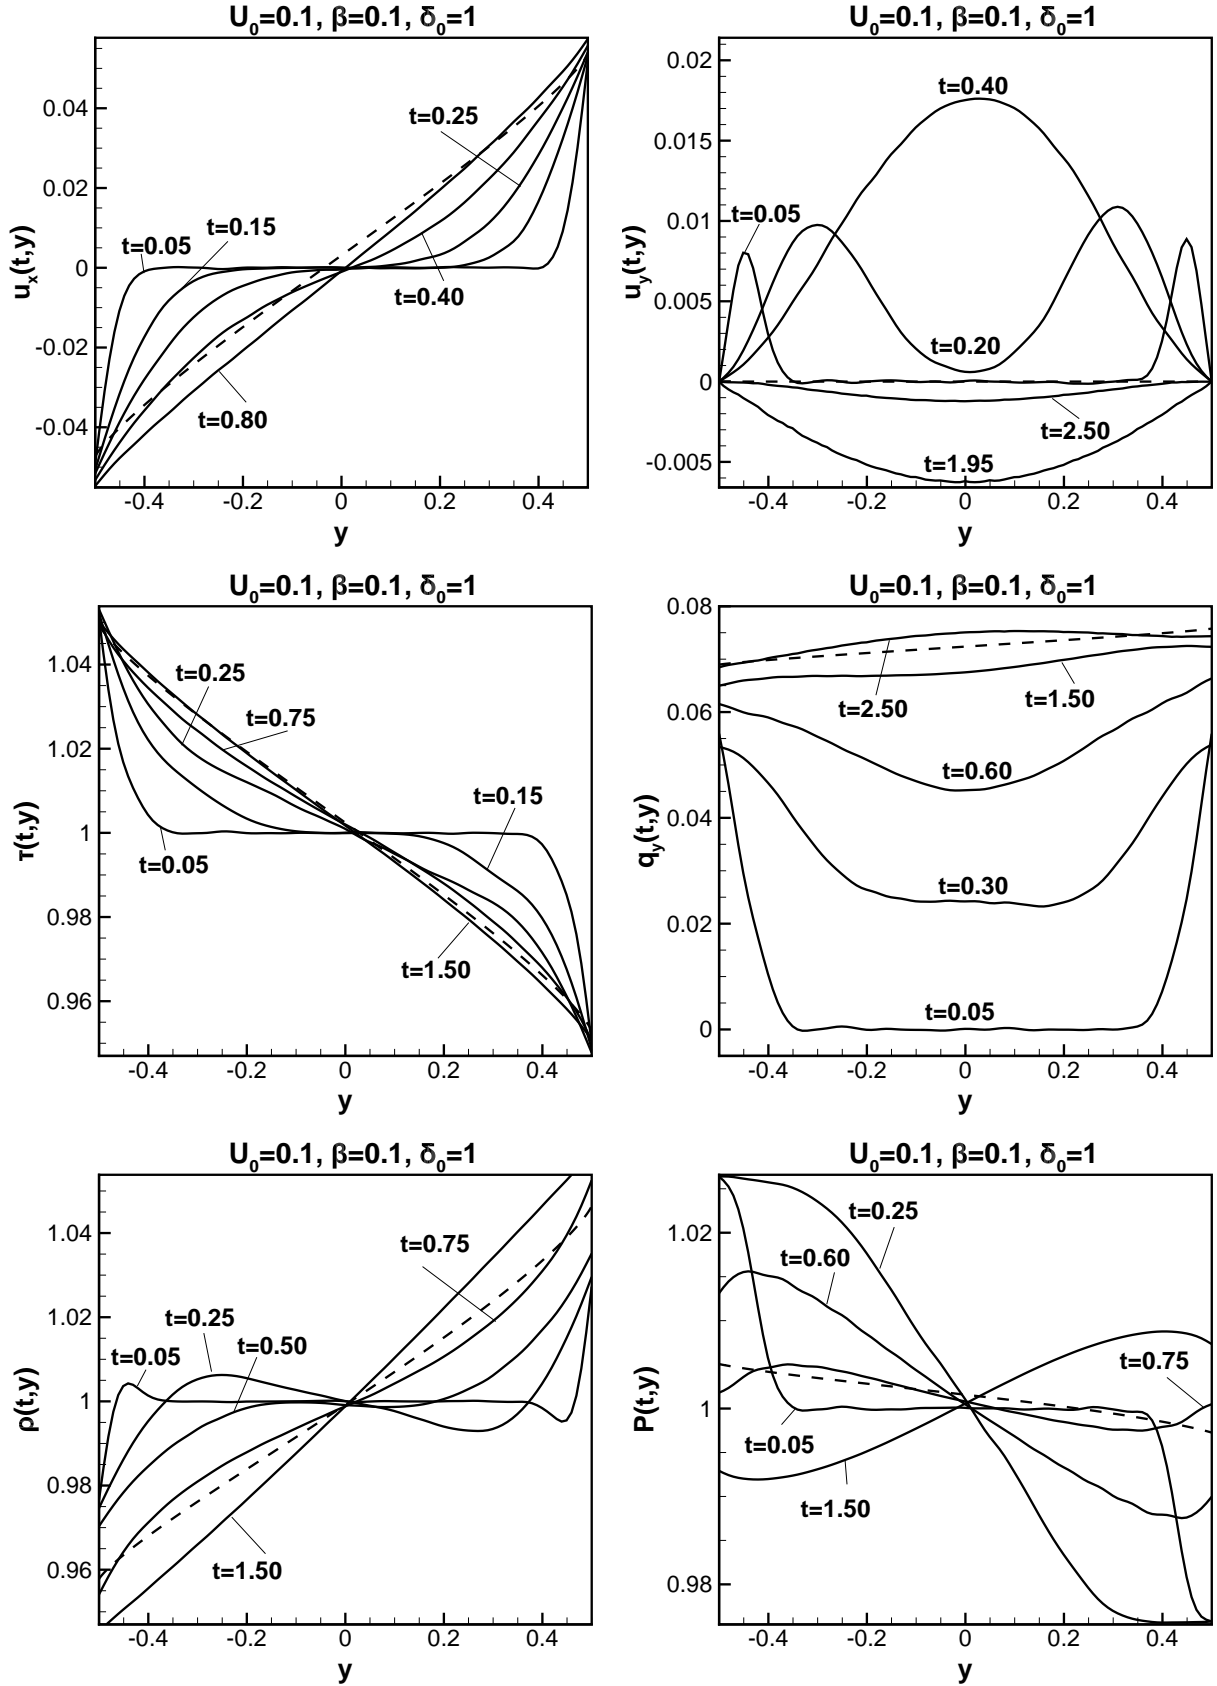 U₀=0.1, β=0.1, δ₀=1
uₓ(t,y)
0.04
0.02
0
-0.02
-0.04
t=0.25
t=0.15
t=0.05
t=0.40
t=0.80
-0.4 -0.2 0 0.2 0.4
y
U₀=0.1, β=0.1, δ₀=1
u_y(t,y)
0.02
0.015
0.01
0.005
0
-0.005
t=0.40
t=0.05
t=0.20
t=2.50
t=1.95
-0.4 -0.2 0 0.2 0.4
y
U₀=0.1, β=0.1, δ₀=1
τ(t,y)
1.04
1.02
1
0.98
0.96
t=0.25
t=0.75
t=0.15
t=0.05
t=1.50
-0.4 -0.2 0 0.2 0.4
y
U₀=0.1, β=0.1, δ₀=1
q_y(t,y)
0.08
0.06
0.04
0.02
0
t=2.50
t=1.50
t=0.60
t=0.30
t=0.05
-0.4 -0.2 0 0.2 0.4
y
U₀=0.1, β=0.1, δ₀=1
ρ(t,y)
1.04
1.02
1
0.98
0.96
t=0.75
t=0.25
t=0.50
t=0.05
t=1.50
-0.4 -0.2 0 0.2 0.4
y
U₀=0.1, β=0.1, δ₀=1
P(t,y)
1.02
1
0.98
t=0.25
t=0.60
t=0.75
t=0.05
t=1.50
-0.4 -0.2 0 0.2 0.4
y